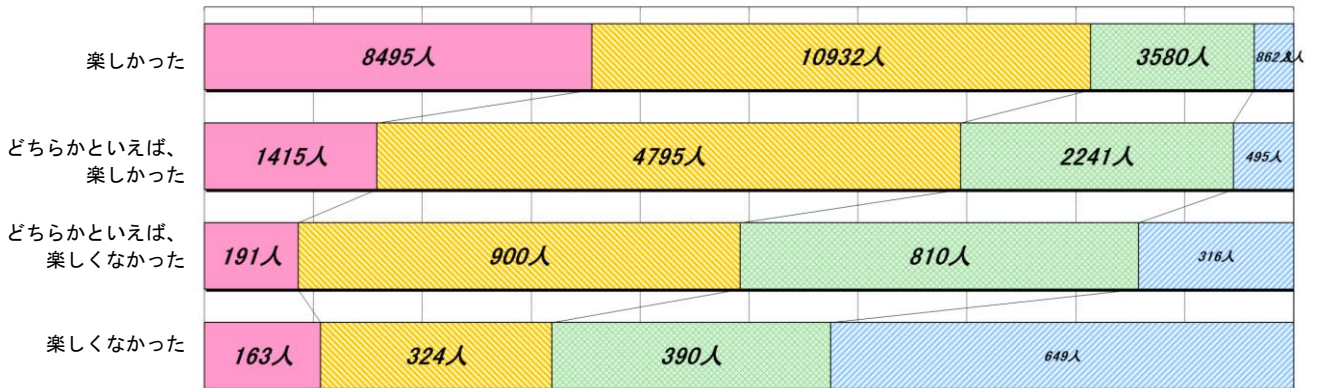 楽しかった
8495人
10932人
3580人
862人
どちらかといえば、
楽しかった
1415人
4795人
2241人
495人
どちらかといえば、
楽しくなかった
191人
900人
810人
316人
楽しくなかった
163人
324人
390人
649人